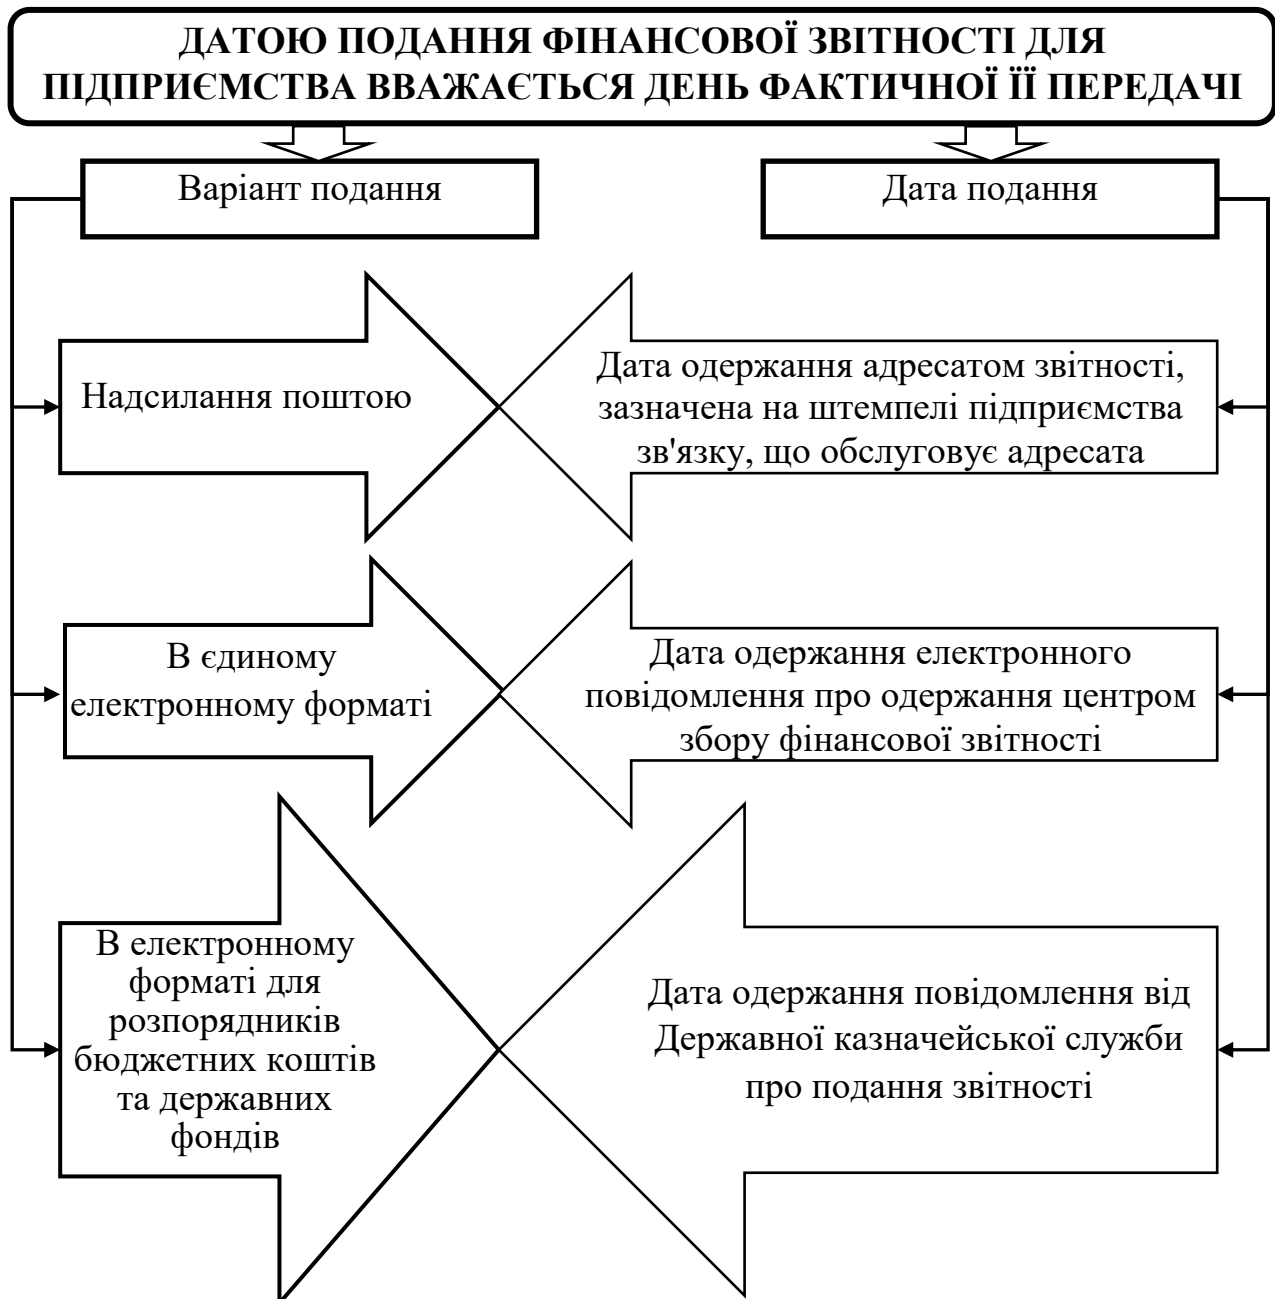 ДАТОЮ ПОДАННЯ ФІНАНСОВОЇ ЗВІТНОСТІ ДЛЯ
ПІДПРИЄМСТВА ВВАЖАЄТЬСЯ ДЕНЬ ФАКТИЧНОЇ ЇЇ ПЕРЕДАЧІ
Варіант подання
Дата подання
Надсилання поштою
Дата одержання адресатом звітності,
зазначена на штемпелі підприємства
зв'язку, що обслуговує адресата
В єдиному
електронному форматі
Дата одержання електронного
повідомлення про одержання центром
збору фінансової звітності
В електронному
форматі для
розпорядників
бюджетних коштів
та державних
фондів
Дата одержання повідомлення від
Державної казначейської служби
про подання звітності